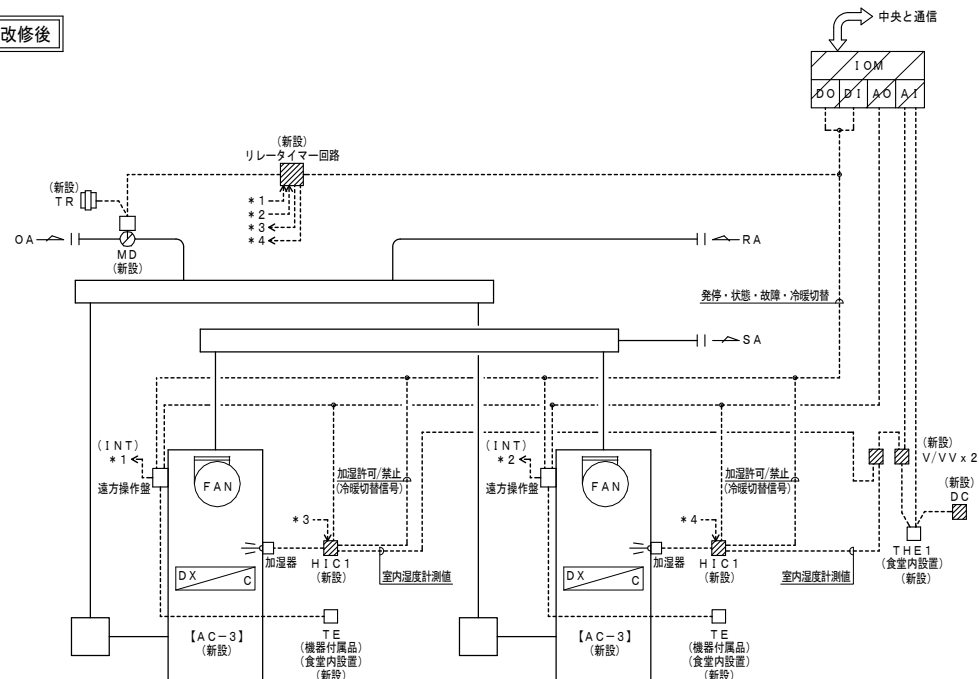 改修後
中央と通信
IOM
DO DI AO AI
(新設)
リレータイマー回路
(新設)
TR
*1
*2
*3
*4
OA
MD
(新設)
RA
発停・状態・故障・冷暖切替
SA
(INT)
*1
遠方操作盤
FAN
加湿許可/禁止
(冷暖切替信号)
*3
加湿器
HIC1
(新設)
室内湿度計測値
DX
C
【AC-3】
(新設)
TE
(機器付属品)
(食堂内設置)
(新設)
(INT)
*2
遠方操作盤
FAN
加湿許可/禁止
(冷暖切替信号)
*4
加湿器
HIC1
(新設)
室内湿度計測値
DX
C
【AC-3】
(新設)
TE
(機器付属品)
(食堂内設置)
(新設)
(新設)
V/VVx2
(新設)
DC
THE1
(食堂内設置)
(新設)